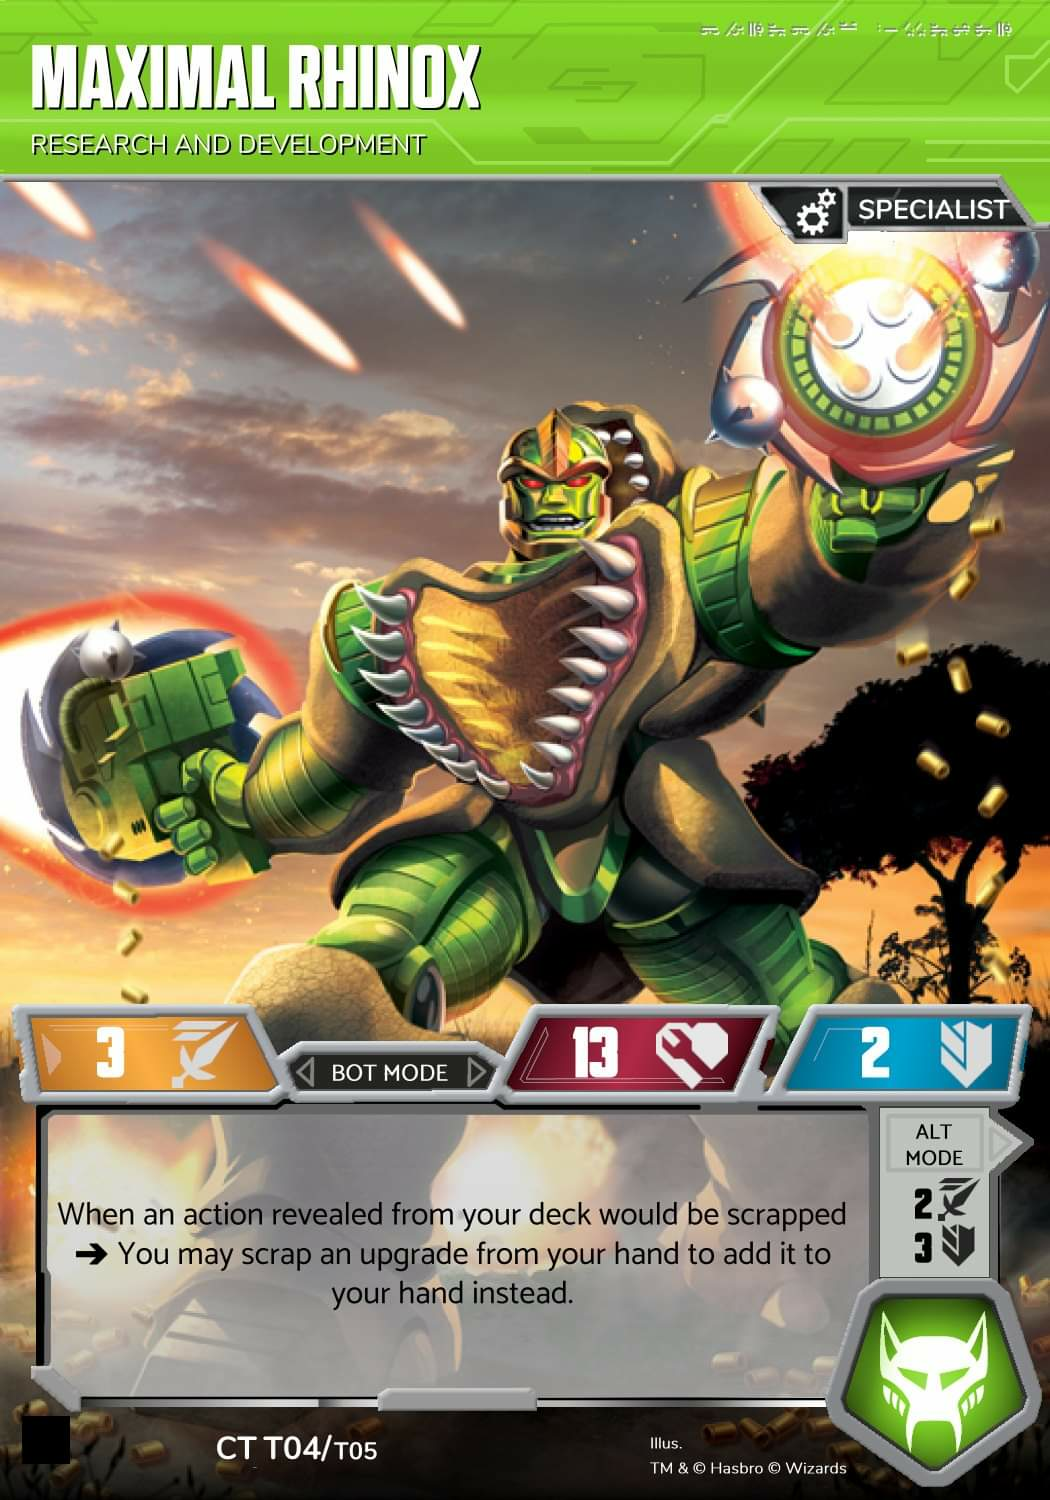 MAXIMAL RHINOX
RESEARCH AND DEVELOPMENT
SPECIALIST
3
BOT MODE
13
2
ALT
MODE
2
3
When an action revealed from your deck would be scrapped
➔ You may scrap an upgrade from your hand to add it to
your hand instead.
CT T04/T05
Illus.
TM & © Hasbro © Wizards